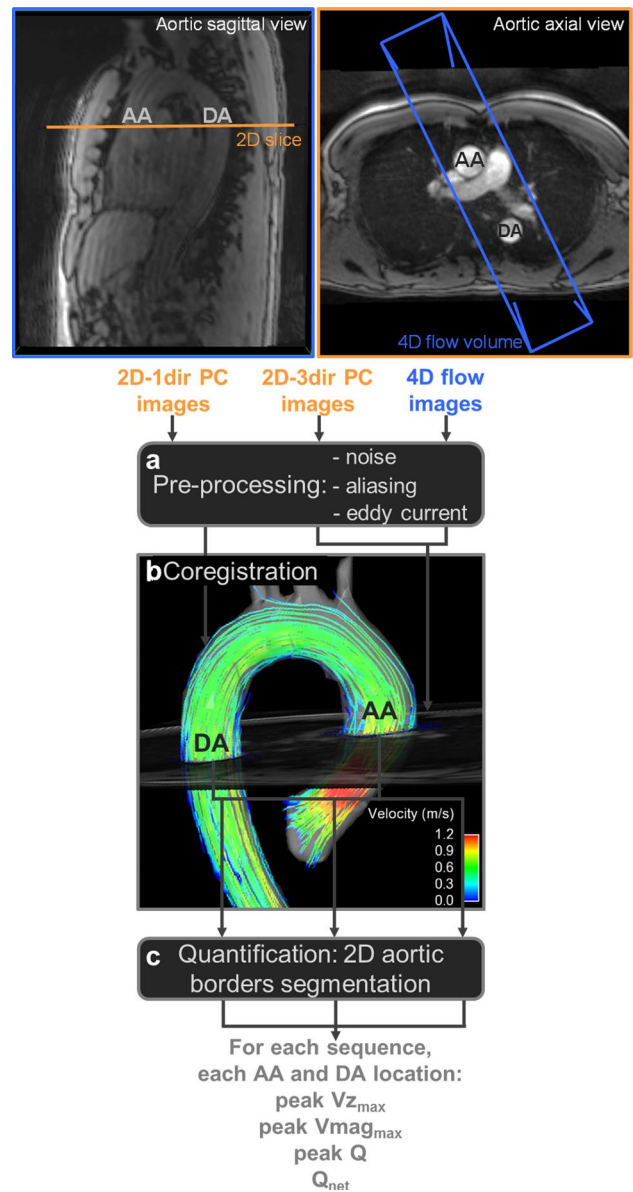 Aortic sagittal view
AA
DA
2D slice
Aortic axial view
AA
DA
4D flow volume
2D-1dir PC
images
2D-3dir PC
images
4D flow
images
a
Pre-processing:
- noise
- aliasing
- eddy current
b Coregistration
DA
AA
Velocity (m/s)
1.2
0.9
0.6
0.3
0.0
c Quantification: 2D aortic
borders segmentation
For each sequence,
each AA and DA location:
peak Vzmax
peak Vmagmax
peak Q
Qnet